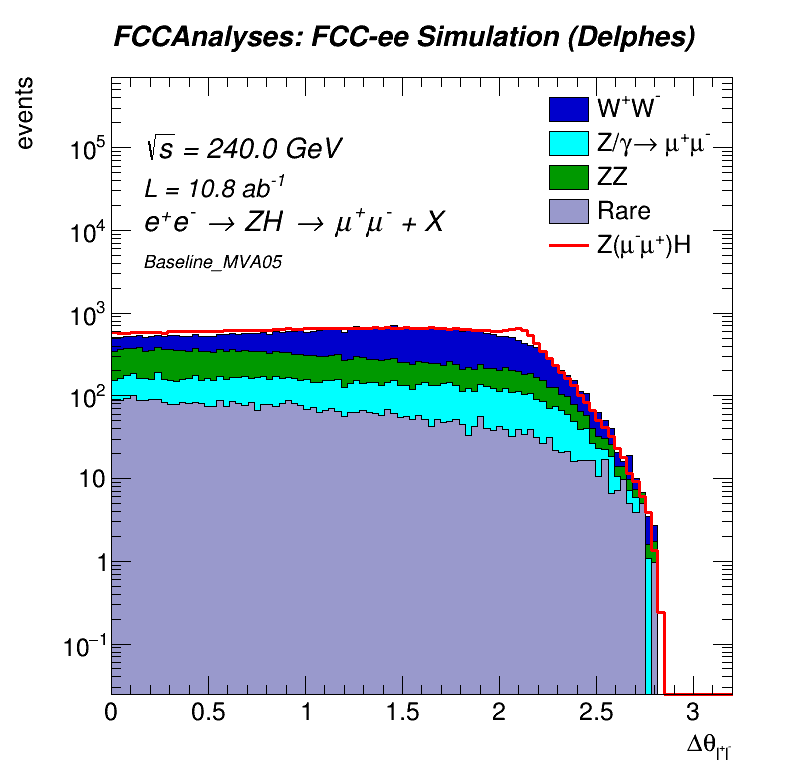 FCCAnalyses: FCC-ee Simulation (Delphes)
events
√s = 240.0 GeV
L = 10.8 ab⁻¹
e⁺e⁻ → ZH → μ⁺μ⁻ + X
Baseline_MVA05
W⁺W⁻
Z/γ→ μ⁺μ⁻
ZZ
Rare
Z(μ⁻μ⁺)H
10⁵
10⁴
10³
10²
10
1
10⁻¹
0 0.5 1 1.5 2 2.5 3
Δθ_l⁺l⁻